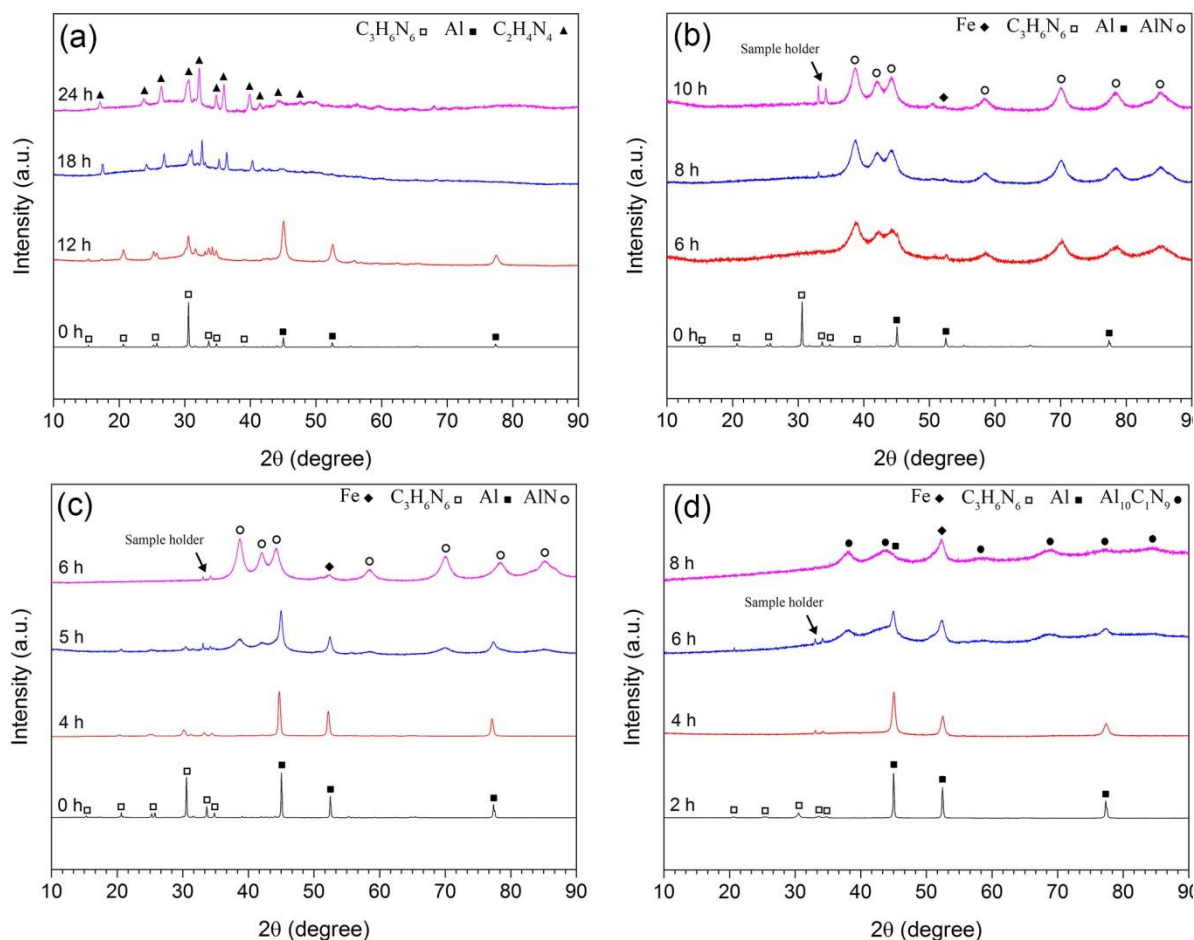 (a)
C₃H₆N₆ □ Al ■ C₂H₄N₄ ▲
24 h
18 h
12 h
0 h
Intensity (a.u.)
10 20 30 40 50 60 70 80 90
2θ (degree)
(b)
Fe ◆ C₃H₆N₆ □ Al ■ AlN ○
Sample holder
10 h
8 h
6 h
0 h
Intensity (a.u.)
10 20 30 40 50 60 70 80 90
2θ (degree)
(c)
Fe ◆ C₃H₆N₆ □ Al ■ AlN ○
Sample holder
6 h
5 h
4 h
0 h
Intensity (a.u.)
10 20 30 40 50 60 70 80 90
2θ (degree)
(d)
Fe ◆ C₃H₆N₆ □ Al ■ Al₁₀C₁N₉ ●
8 h
Sample holder
6 h
4 h
2 h
Intensity (a.u.)
10 20 30 40 50 60 70 80 90
2θ (degree)